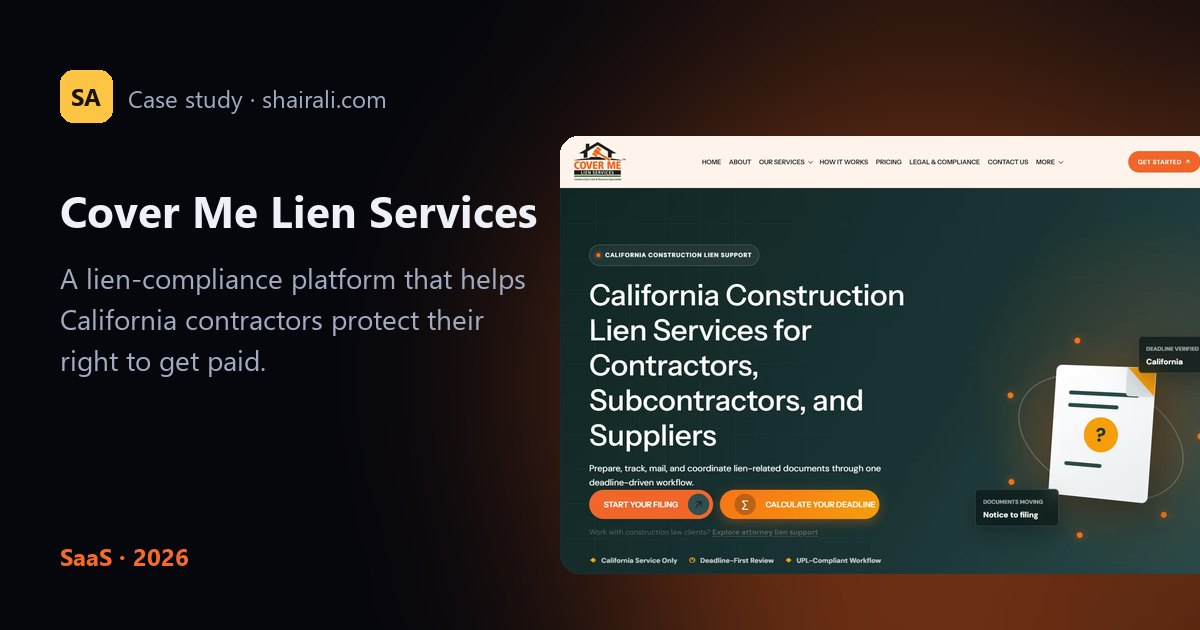 SA
Case study · shairali.com
Cover Me Lien Services
A lien-compliance platform that helps
California contractors protect their
right to get paid.
SaaS · 2026
COVER ME
LIEN SERVICES
HOME ABOUT OUR SERVICES HOW IT WORKS PRICING LEGAL & COMPLIANCE CONTACT US MORE
GET STARTED
CALIFORNIA CONSTRUCTION LIEN SUPPORT
California Construction
Lien Services for
Contractors,
Subcontractors, and
Suppliers
Prepare, track, mail, and coordinate lien-related documents through one
deadline-driven workflow.
START YOUR FILING
Σ CALCULATE YOUR DEADLINE
Work with construction law clients? Explore attorney lien support
California Service Only Deadline-First Review UPL-Compliant Workflow
DEADLINE VERIFIED
California
?
DOCUMENTS MOVING
Notice to filing